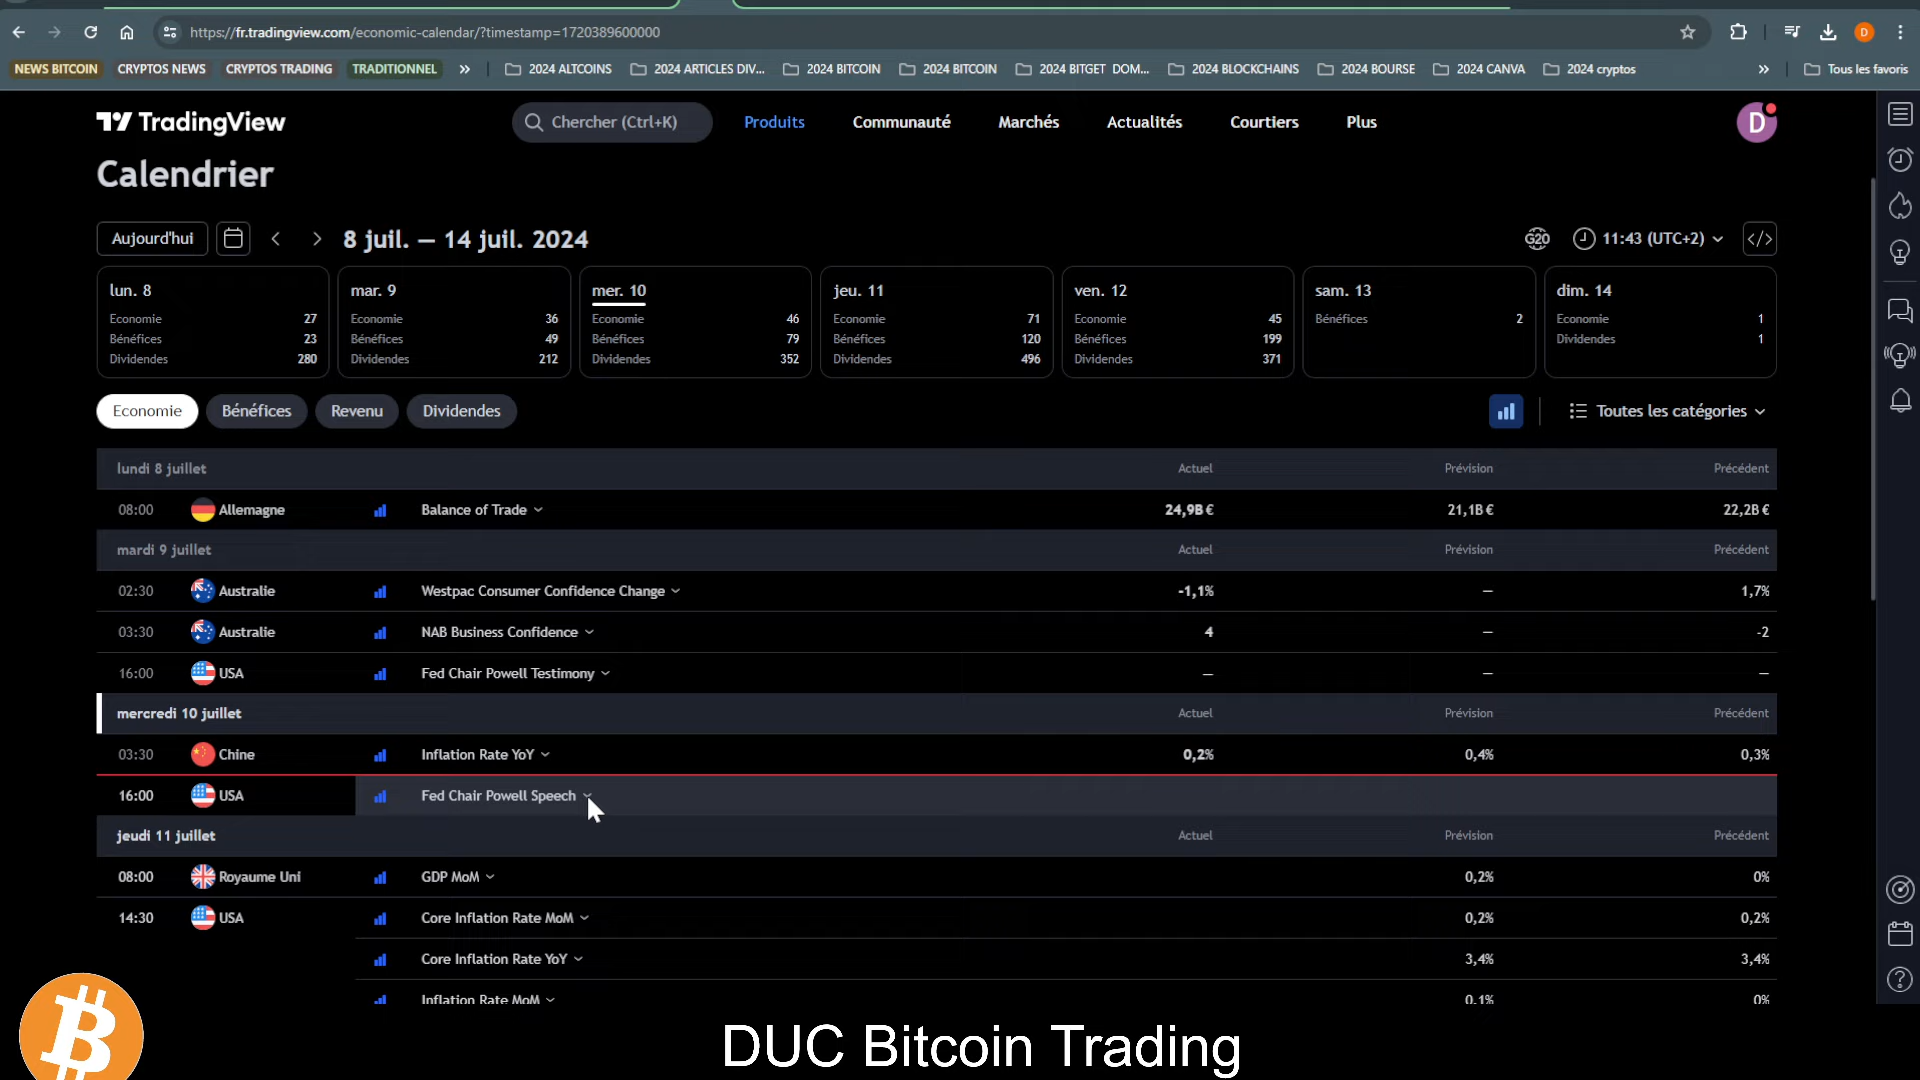 https://fr.tradingview.com/economic-calendar/?timestamp=1720389600000
D
NEWS BITCOIN
CRYPTOS NEWS
CRYPTOS TRADING
TRADITIONNEL
2024 ALTCOINS
2024 ARTICLES DIV...
2024 BITCOIN
2024 BITCOIN
2024 BITGET DOM...
2024 BLOCKCHAINS
2024 BOURSE
2024 CANVA
2024 cryptos
Tous les favoris
TradingView
Chercher (Ctrl+K)
Produits
Communauté
Marchés
Actualités
Courtiers
Plus
D
Calendrier
Aujourd'hui
8 juil. — 14 juil. 2024
G20
11:43 (UTC+2)
lun. 8
Economie 27
Bénéfices 23
Dividendes 280
mar. 9
Economie 36
Bénéfices 49
Dividendes 212
mer. 10
Economie 46
Bénéfices 79
Dividendes 352
jeu. 11
Economie 71
Bénéfices 120
Dividendes 496
ven. 12
Economie 45
Bénéfices 199
Dividendes 371
sam. 13
Bénéfices 2
dim. 14
Economie 1
Dividendes 1
Economie
Bénéfices
Revenu
Dividendes
Toutes les catégories
lundi 8 juillet Actuel Prévision Précédent
08:00 Allemagne Balance of Trade 24,9B € 21,1B € 22,2B €
mardi 9 juillet Actuel Prévision Précédent
02:30 Australie Westpac Consumer Confidence Change -1,1% — 1,7%
03:30 Australie NAB Business Confidence 4 — -2
16:00 USA Fed Chair Powell Testimony — — —
mercredi 10 juillet Actuel Prévision Précédent
03:30 Chine Inflation Rate YoY 0,2% 0,4% 0,3%
16:00 USA Fed Chair Powell Speech
jeudi 11 juillet Actuel Prévision Précédent
08:00 Royaume Uni GDP MoM 0,2% 0%
14:30 USA Core Inflation Rate MoM 0,2% 0,2%
Core Inflation Rate YoY 3,4% 3,4%
Inflation Rate MoM 0,1% 0%
DUC Bitcoin Trading